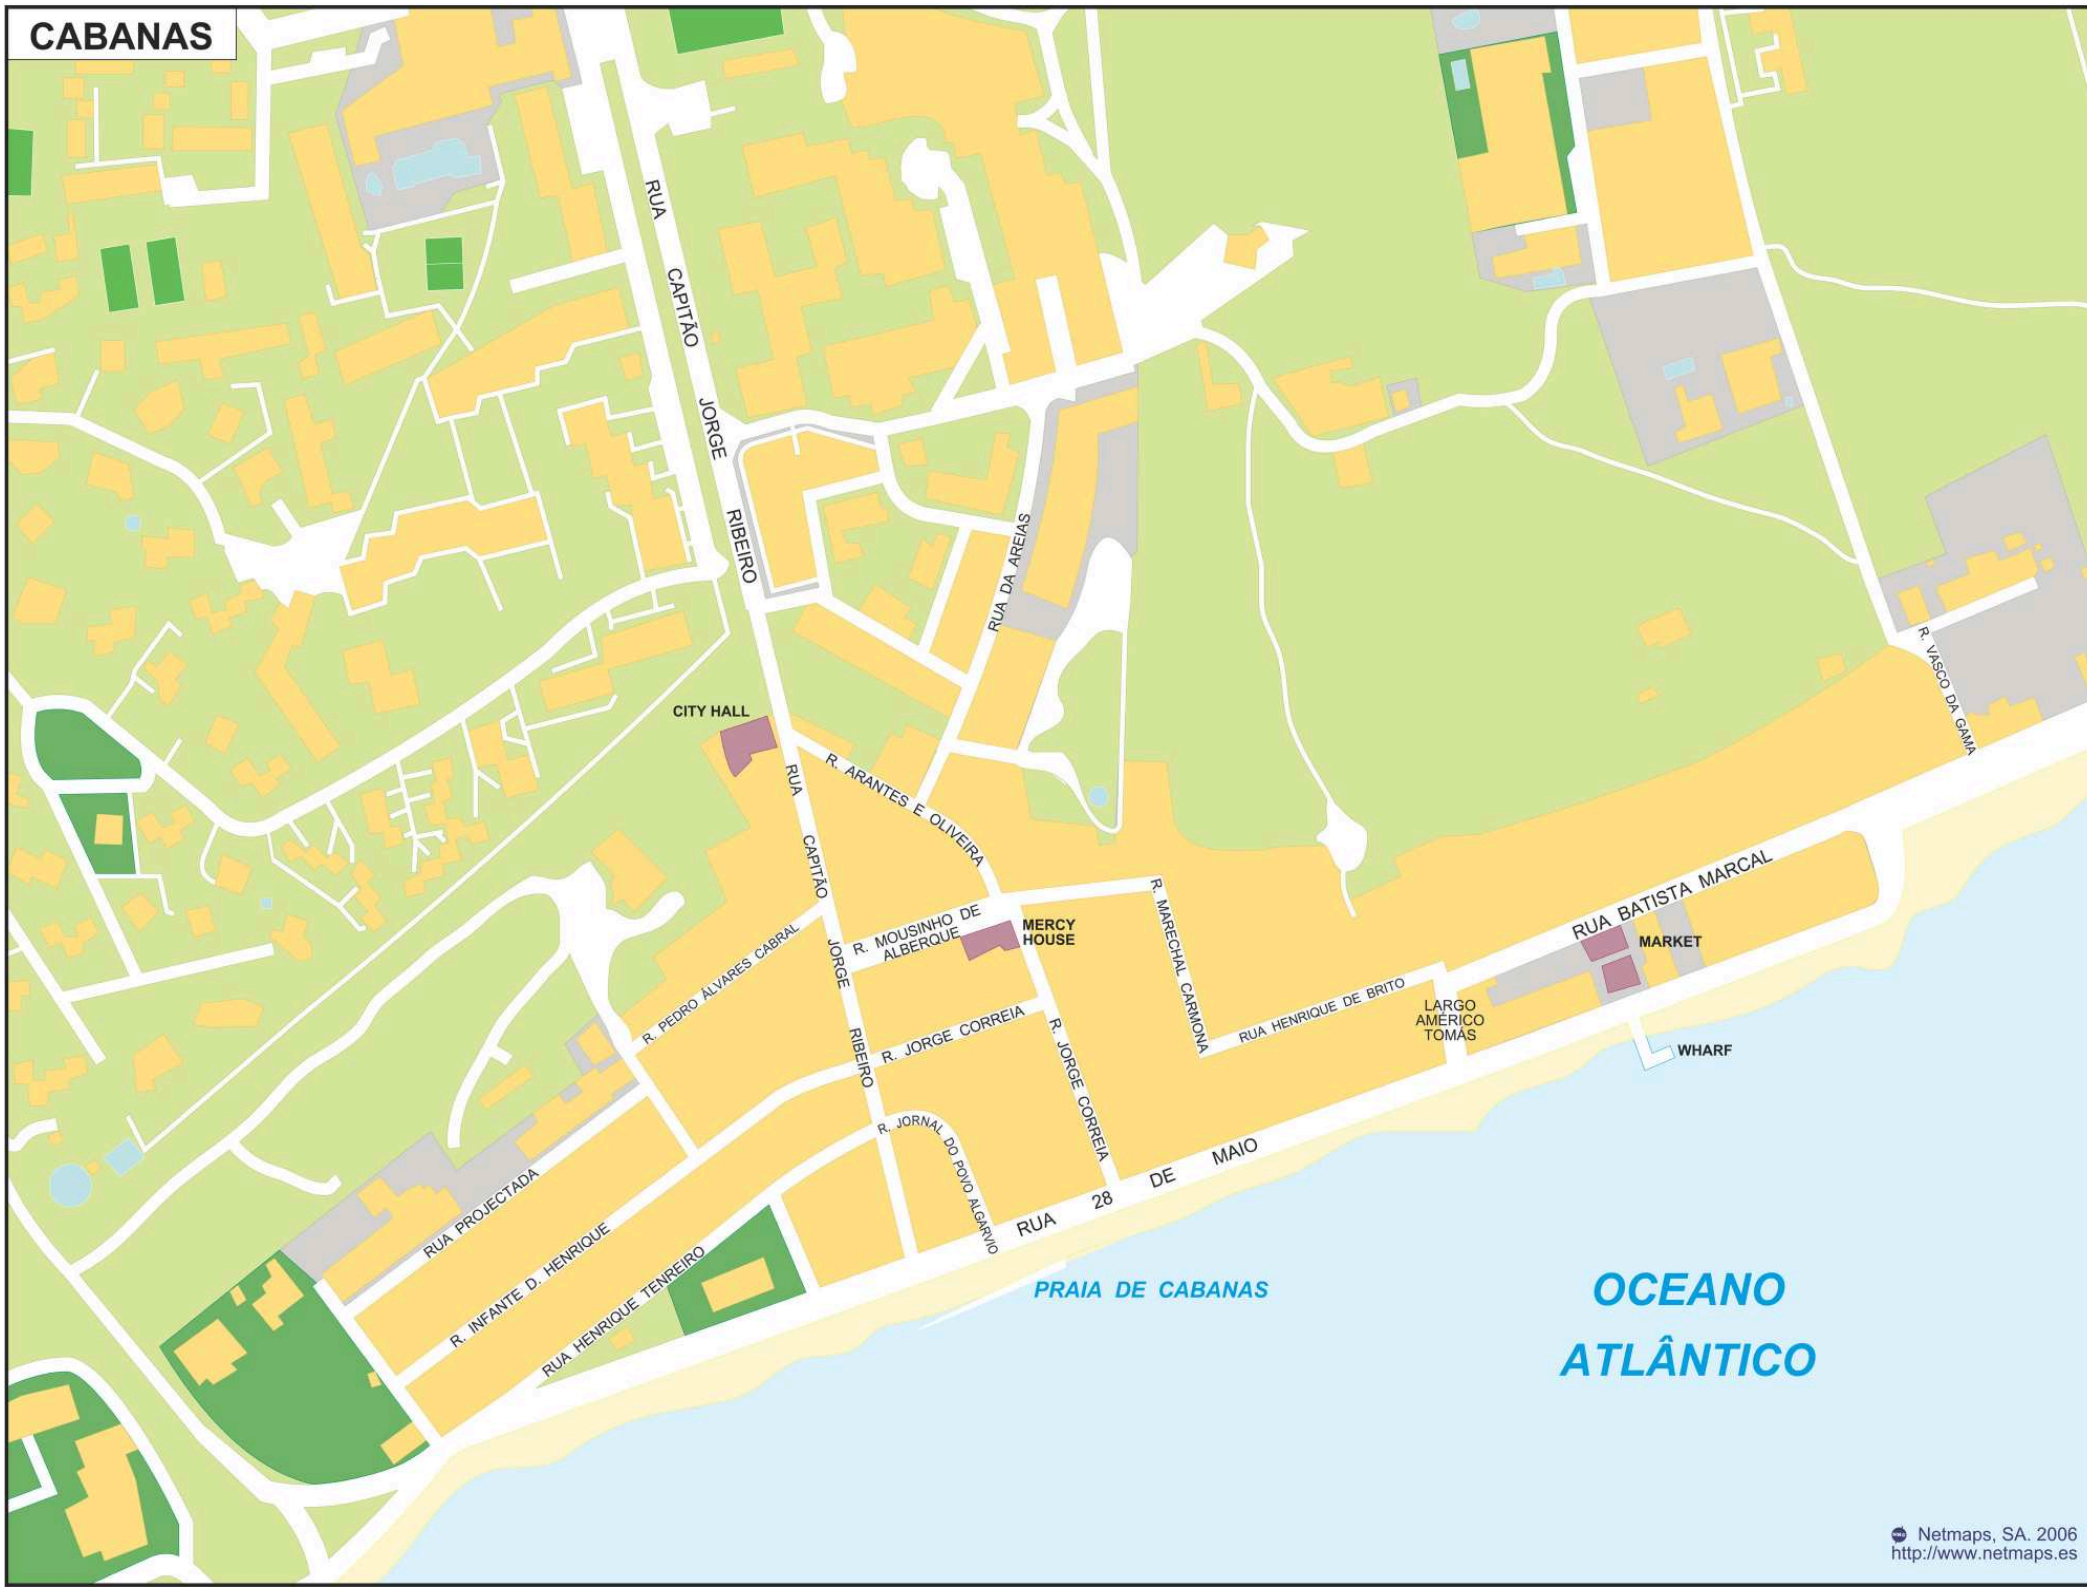 CABANAS
RUA CAPITÃO JORGE RIBEIRO
RUA DA AREIAS
R. VASCO DA GAMA
CITY HALL
R. ARANTES E OLIVEIRA
RUA CAPITÃO JORGE RIBEIRO
R. MOUSINHO DE
ALBERQUE
MERCY
HOUSE
R. MARECHAL CARMONA
RUA BATISTA MARCAL
MARKET
R. PEDRO ÁLVARES CABRAL
RUA HENRIQUE DE BRITO
LARGO
AMÉRICO
TOMÁS
WHARF
R. JORGE CORREIA
R. JORGE CORREIA
R. JORNAL DO POVO ALGARVIO
RUA 28 DE MAIO
RUA PROJECTADA
R. INFANTE D. HENRIQUE
RUA HENRIQUE TENREIRO
PRAIA DE CABANAS
OCEANO
ATLÂNTICO
Netmaps, SA. 2006
http://www.netmaps.es